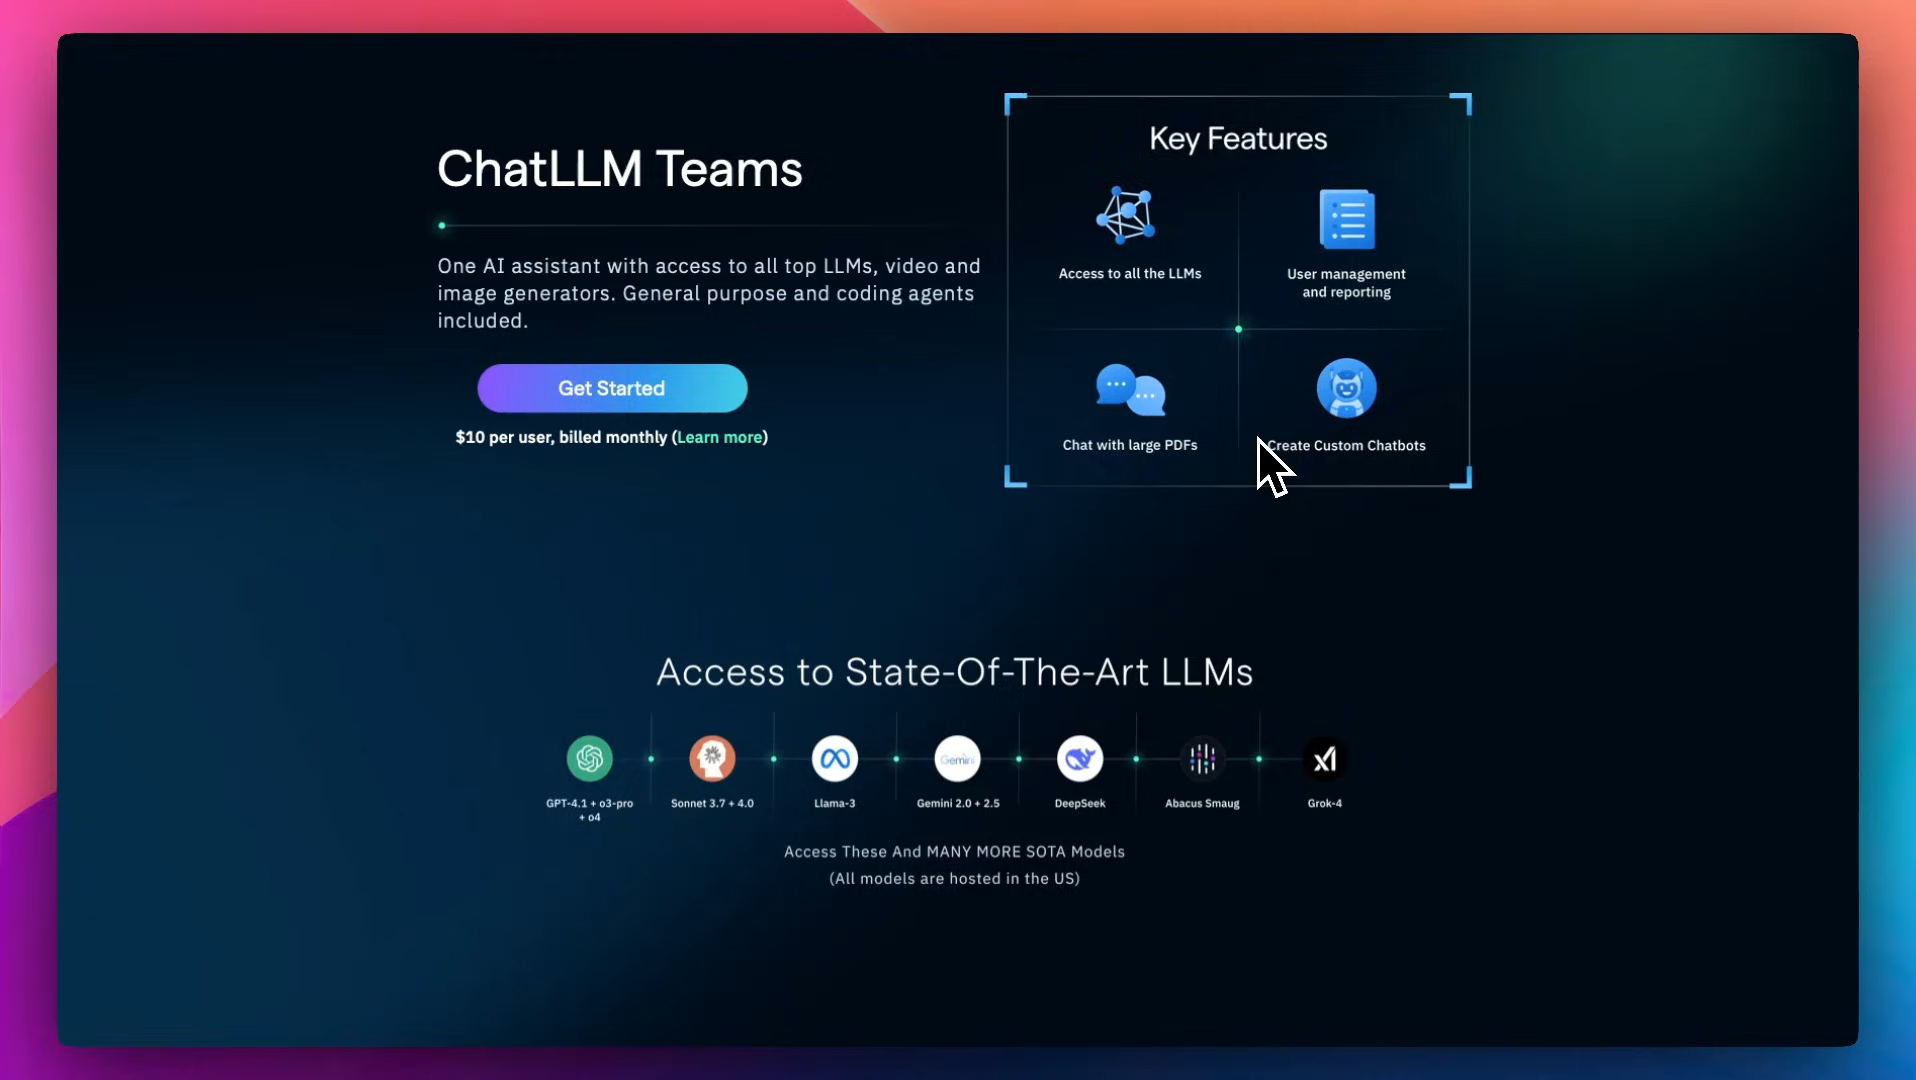 ChatLLM Teams
One AI assistant with access to all top LLMs, video and
image generators. General purpose and coding agents
included.
Get Started
$10 per user, billed monthly (Learn more)
Key Features
Access to all the LLMs
User management
and reporting
Chat with large PDFs
Create Custom Chatbots
Access to State-Of-The-Art LLMs
Gemini
GPT-4.1 + o3-pro
+ o4
Sonnet 3.7 + 4.0
Llama-3
Gemini 2.0 + 2.5
DeepSeek
Abacus Smaug
Grok-4
Access These And MANY MORE SOTA Models
(All models are hosted in the US)